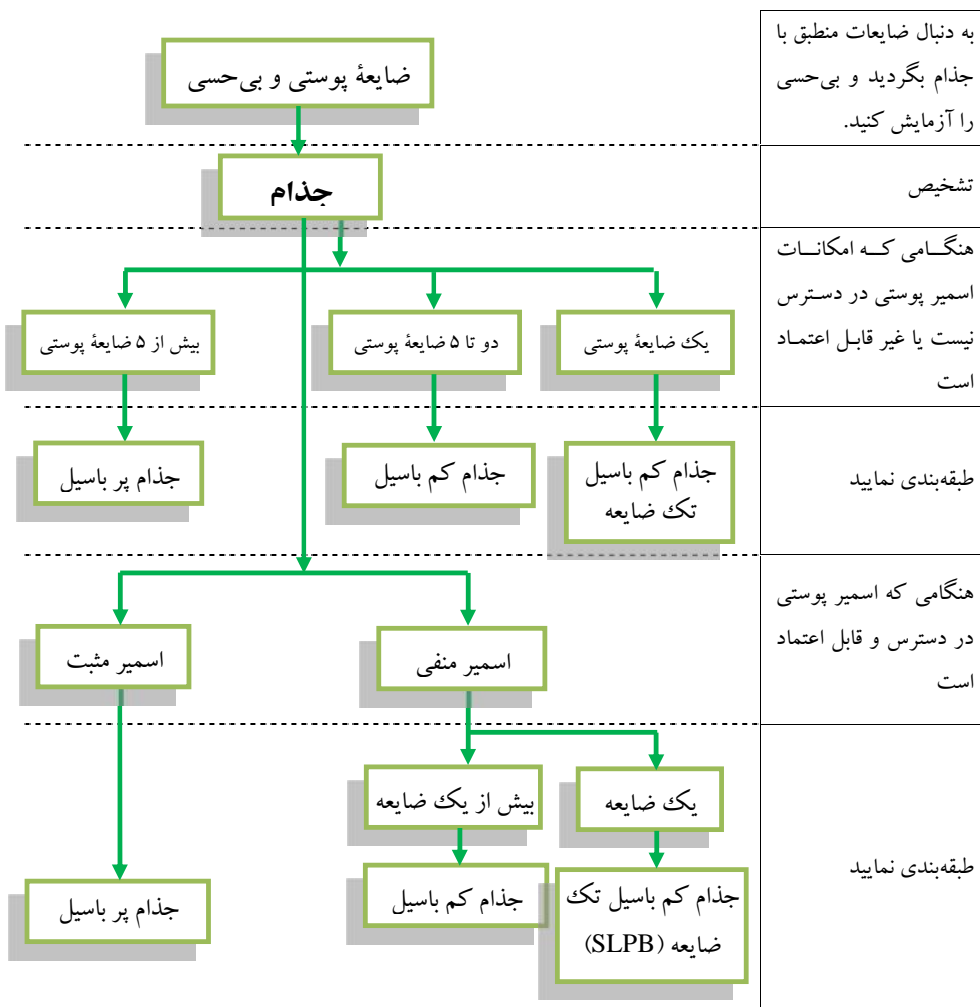 به دنبال ضایعات منطبق با
جذام بگردید و بی‌حسی
را آزمایش کنید.
ضایعهٔ پوستی و بی‌حسی
تشخیص
جذام
هنگامی که امکانات
اسمیر پوستی در دسترس
نیست یا غیر قابل اعتماد
است
یک ضایعهٔ پوستی
دو تا ۵ ضایعهٔ پوستی
بیش از ۵ ضایعهٔ پوستی
طبقه‌بندی نمایید
جذام کم باسیل
تک ضایعه
جذام کم باسیل
جذام پر باسیل
هنگامی که اسمیر پوستی
در دسترس و قابل اعتماد
است
اسمیر منفی
اسمیر مثبت
طبقه‌بندی نمایید
یک ضایعه
بیش از یک ضایعه
جذام کم باسیل تک
ضایعه (SLPB)
جذام کم باسیل
جذام پر باسیل